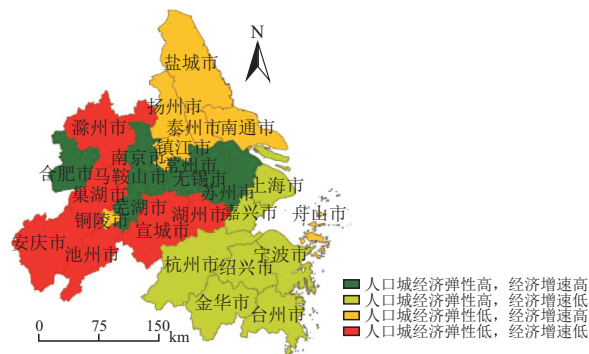 N
盐城市
扬州市
泰州市
南通市
滁州市
镇江市
南京市
常州市
合肥市
马鞍山市
无锡市
上海市
苏州市
巢湖市
芜湖市
湖州市
嘉兴市
舟山市
铜陵市
宣城市
安庆市
池州市
杭州市
绍兴市
宁波市
金华市
台州市
人口城经济弹性高，经济增速高
人口城经济弹性高，经济增速低
人口城经济弹性低，经济增速高
人口城经济弹性低，经济增速低
0 75 150
km